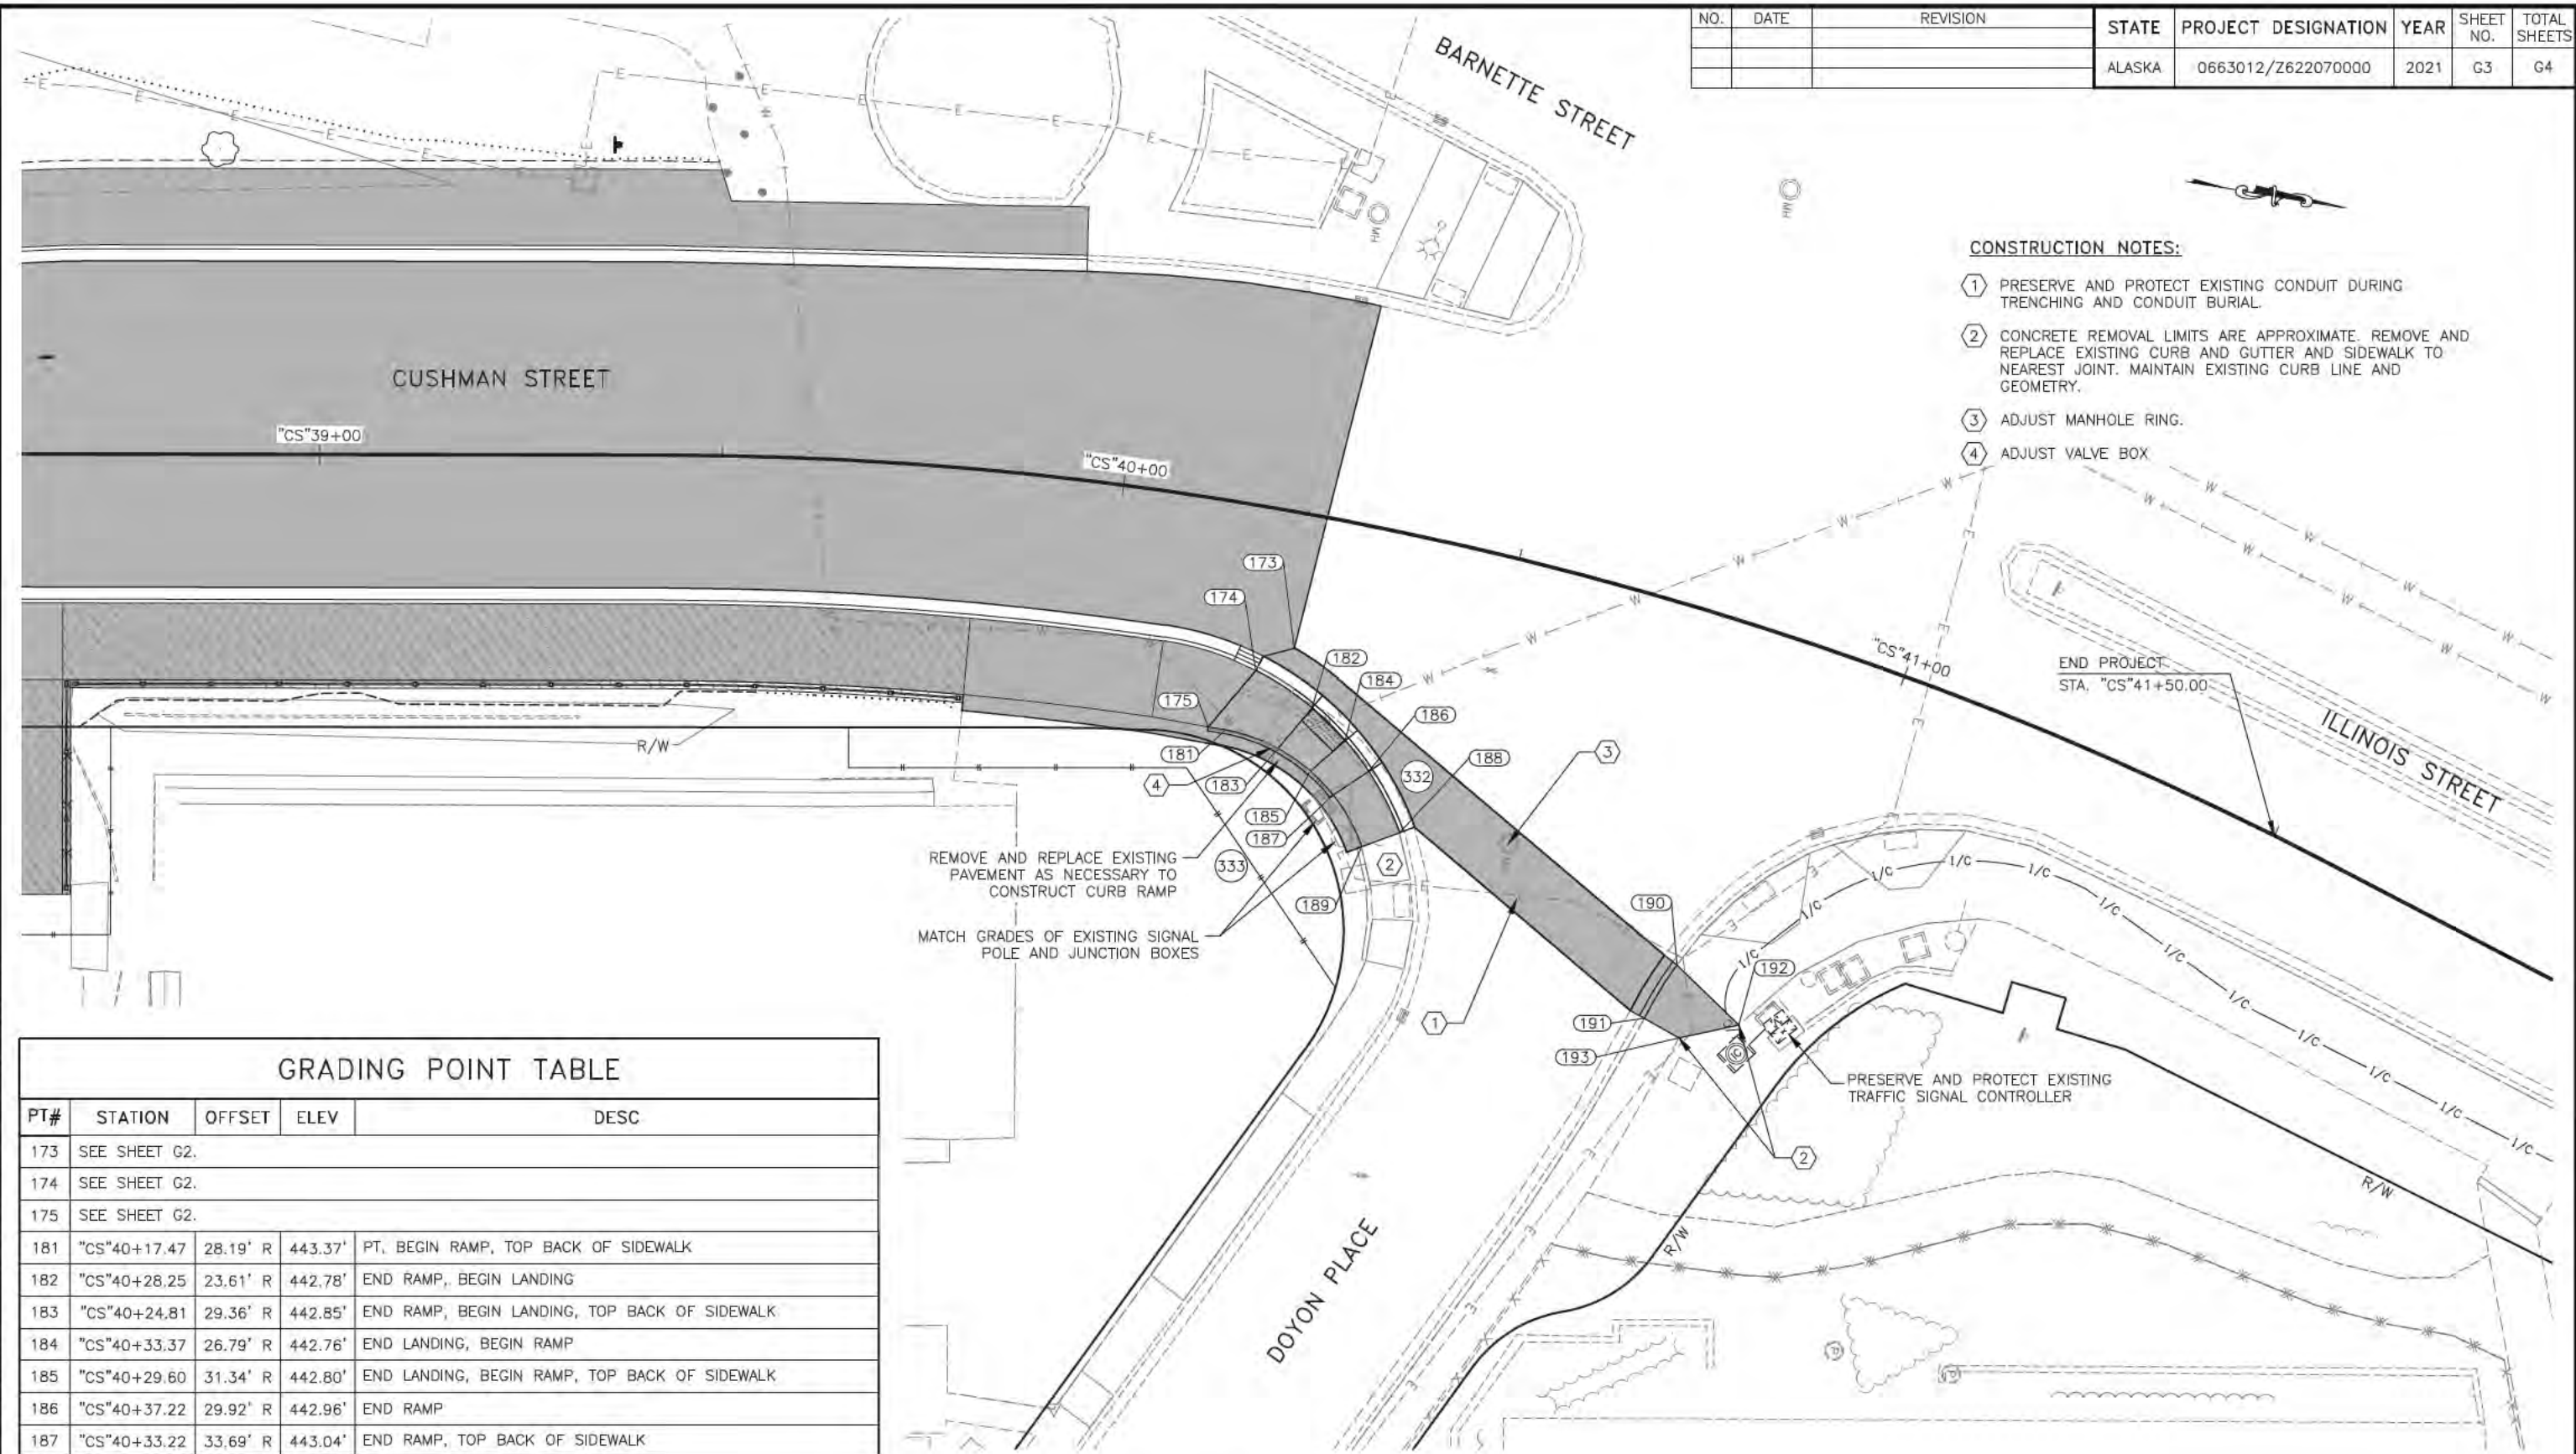 NO. DATE REVISION
STATE PROJECT DESIGNATION YEAR SHEET NO. TOTAL SHEETS
ALASKA 0663012/Z622070000 2021 G3 G4
BARNETTE STREET
MH
MH
CONSTRUCTION NOTES:
1 PRESERVE AND PROTECT EXISTING CONDUIT DURING
TRENCHING AND CONDUIT BURIAL.
2 CONCRETE REMOVAL LIMITS ARE APPROXIMATE. REMOVE AND
REPLACE EXISTING CURB AND GUTTER AND SIDEWALK TO
NEAREST JOINT. MAINTAIN EXISTING CURB LINE AND
GEOMETRY.
3 ADJUST MANHOLE RING.
4 ADJUST VALVE BOX
CUSHMAN STREET
"CS"39+00
"CS"40+00
"CS"41+00
END PROJECT
STA. "CS"41+50.00
ILLINOIS STREET
173
174
182
184
175
186
181
188
3
332
4
183
185
187
333
2
189
190
192
1
191
193
2
R/W
REMOVE AND REPLACE EXISTING
PAVEMENT AS NECESSARY TO
CONSTRUCT CURB RAMP
MATCH GRADES OF EXISTING SIGNAL
POLE AND JUNCTION BOXES
PRESERVE AND PROTECT EXISTING
TRAFFIC SIGNAL CONTROLLER
R/W
R/W
DOYON PLACE
GRADING POINT TABLE
PT# STATION OFFSET ELEV DESC
173 SEE SHEET G2.
174 SEE SHEET G2.
175 SEE SHEET G2.
181 "CS"40+17.47 28.19' R 443.37' PT, BEGIN RAMP, TOP BACK OF SIDEWALK
182 "CS"40+28.25 23.61' R 442.78' END RAMP, BEGIN LANDING
183 "CS"40+24.81 29.36' R 442.85' END RAMP, BEGIN LANDING, TOP BACK OF SIDEWALK
184 "CS"40+33.37 26.79' R 442.76' END LANDING, BEGIN RAMP
185 "CS"40+29.60 31.34' R 442.80' END LANDING, BEGIN RAMP, TOP BACK OF SIDEWALK
186 "CS"40+37.22 29.92' R 442.96' END RAMP
187 "CS"40+33.22 33.69' R 443.04' END RAMP, TOP BACK OF SIDEWALK